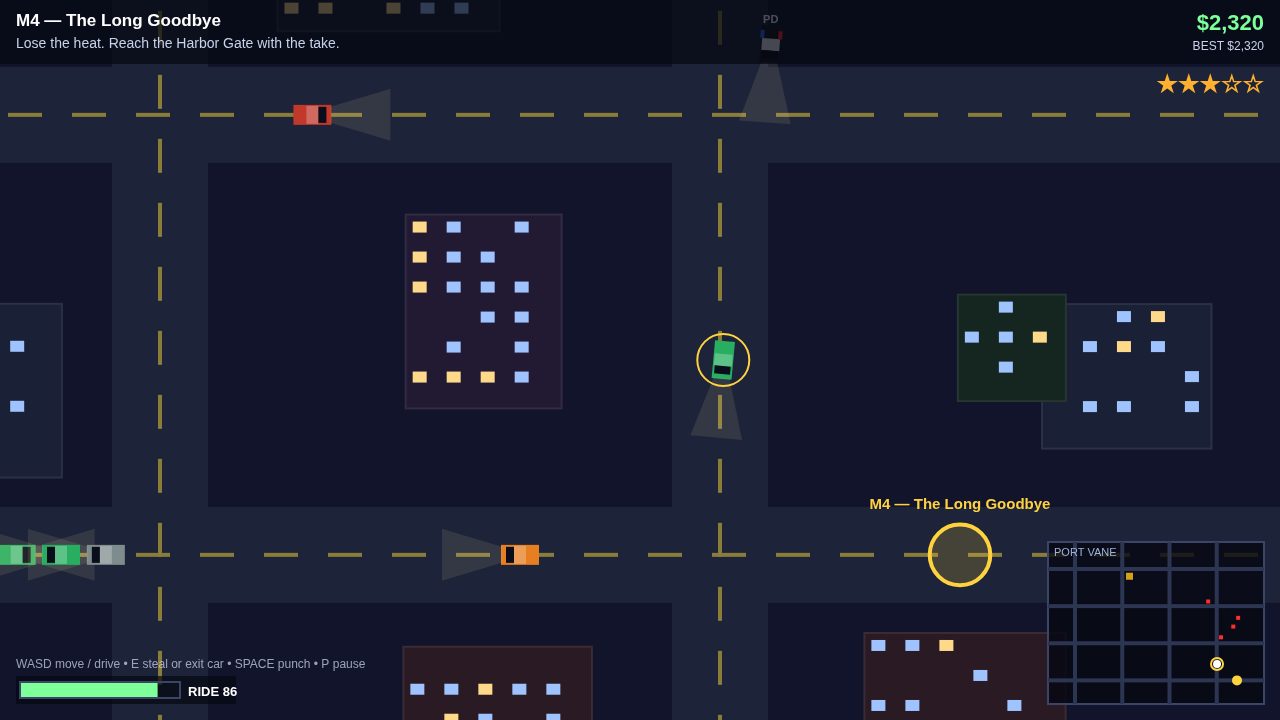 M4 — The Long Goodbye
Lose the heat. Reach the Harbor Gate with the take.
$2,320
BEST $2,320
PD
M4 — The Long Goodbye
PORT VANE
WASD move / drive • E steal or exit car • SPACE punch • P pause
RIDE 86